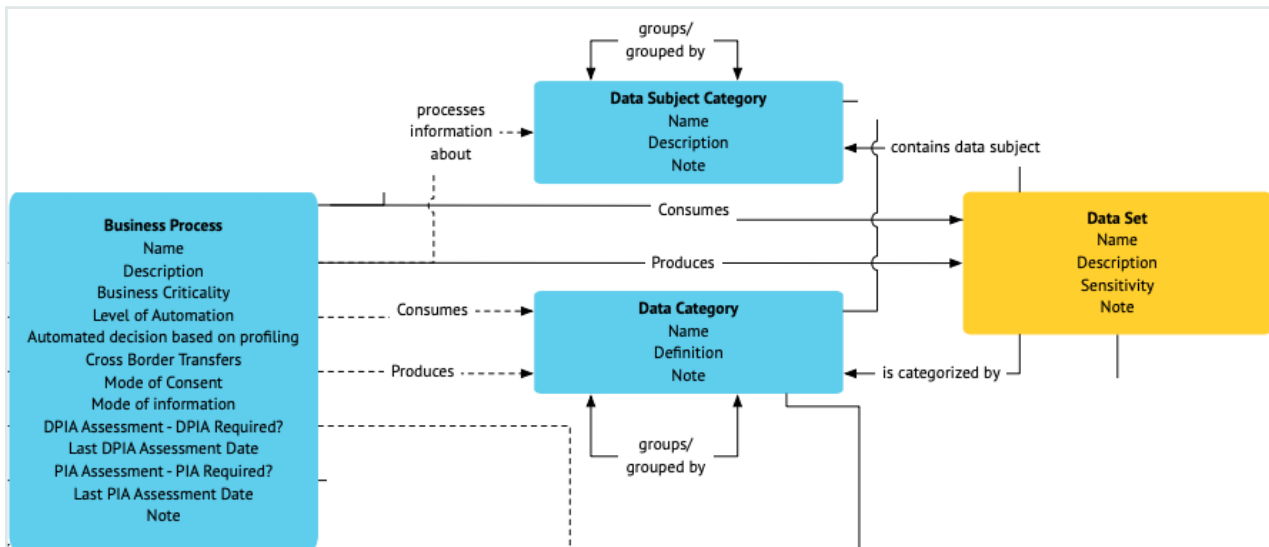 groups/
grouped by
Data Subject Category
Name
Description
Note
processes
information
about
contains data subject
Consumes
Produces
Business Process
Name
Description
Business Criticality
Level of Automation
Automated decision based on profiling
Cross Border Transfers
Mode of Consent
Mode of information
DPIA Assessment - DPIA Required?
Last DPIA Assessment Date
PIA Assessment - PIA Required?
Last PIA Assessment Date
Note
Data Set
Name
Description
Sensitivity
Note
Consumes
Produces
Data Category
Name
Definition
Note
is categorized by
groups/
grouped by